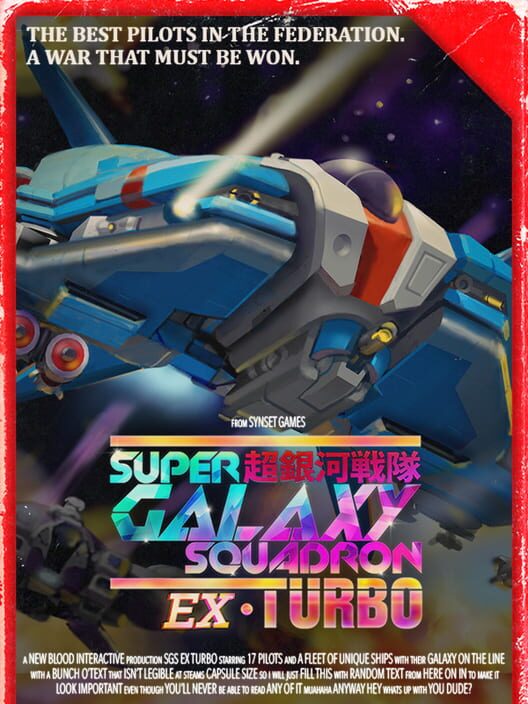 THE BEST PILOTS IN THE FEDERATION.
A WAR THAT MUST BE WON.
FROM SYNSET GAMES
SUPER 超銀河戦隊
GALAXY
SQUADRON
EX • TURBO
A NEW BLOOD INTERACTIVE PRODUCTION SGS EX TURBO STARRING 17 PILOTS AND A FLEET OF UNIQUE SHIPS WITH THEIR GALAXY ON THE LINE
WITH A BUNCH O'TEXT THAT ISN'T LEGIBLE AT STEAMS CAPSULE SIZE SO I WILL JUST FILL THIS WITH RANDOM TEXT FROM HERE ON IN TO MAKE IT
LOOK IMPORTANT EVEN THOUGH YOU'LL NEVER BE ABLE TO READ ANY OF IT MUAHAHA ANYWAY HEY WHATS UP WITH YOU DUDE?